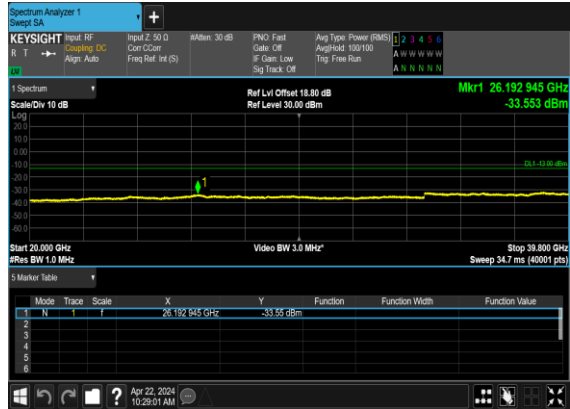 Spectrum Analyzer 1
Swept SA
KEYSIGHT Input: RF Input Z: 50 Ω #Atten: 30 dB PNO: Fast Avg Type: Power (RMS) 1 2 3 4 5 6
R T Coupling: DC Corr CCorr Gate: Off Avg|Hold: 100/100 A W W W W W
Align: Auto Freq Ref: Int (S) IF Gain: Low Trig: Free Run
Sig Track: Off A N N N N N
1 Spectrum Ref Lvl Offset 18.80 dB Mkr1 26.192 945 GHz
Scale/Div 10 dB Ref Level 30.00 dBm -33.553 dBm
Log
20.0
10.0
0.00
-10.0 DL1 -13.00 dBm
-20.0
-30.0 1
-40.0
-50.0
-60.0
Start 20.000 GHz Video BW 3.0 MHz* Stop 39.800 GHz
#Res BW 1.0 MHz Sweep 34.7 ms (40001 pts)
5 Marker Table
Mode Trace Scale X Y Function Function Width Function Value
1 N 1 f 26.192 945 GHz -33.55 dBm
2
3
4
5
6
? Apr 22, 2024
10:29:01 AM